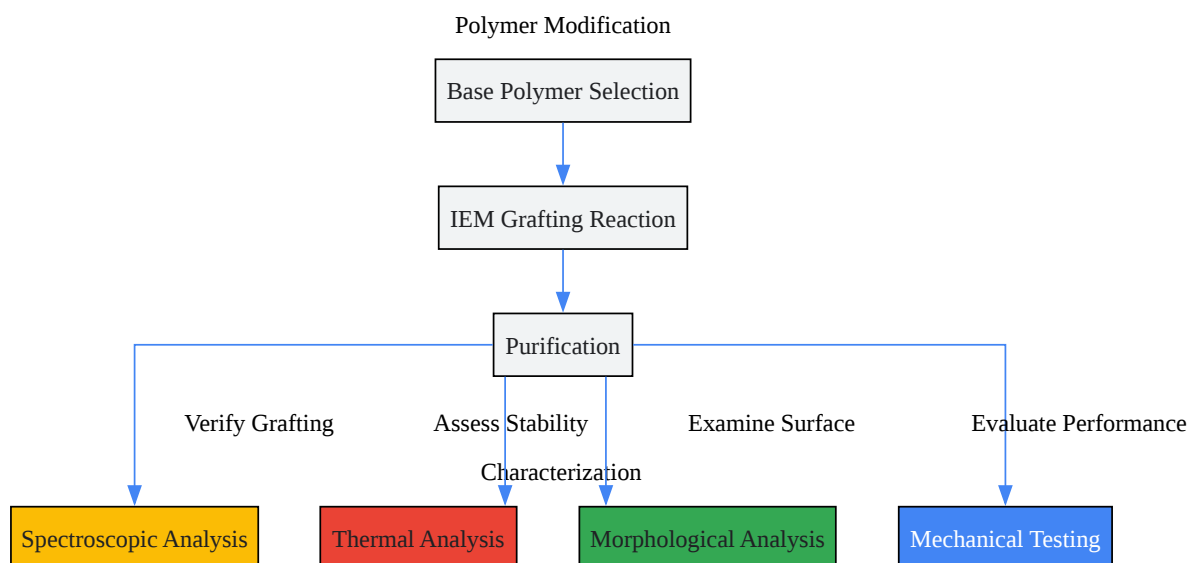 Polymer Modification
Base Polymer Selection
IEM Grafting Reaction
Purification
Verify Grafting
Assess Stability
Examine Surface
Evaluate Performance
Characterization
Spectroscopic Analysis
Thermal Analysis
Morphological Analysis
Mechanical Testing